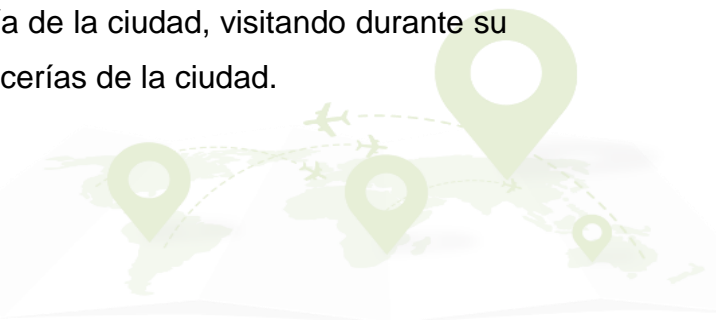 de la ciudad, visitando durante su
cerías de la ciudad.